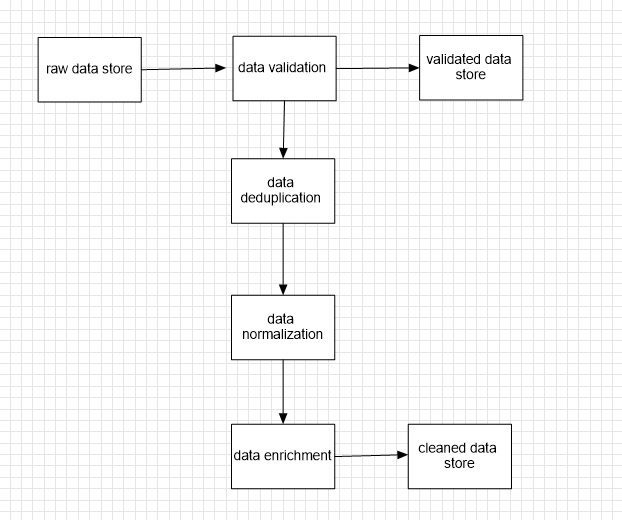 raw data store
data validation
validated data
store
data
deduplication
data
normalization
data enrichment
cleaned data
store